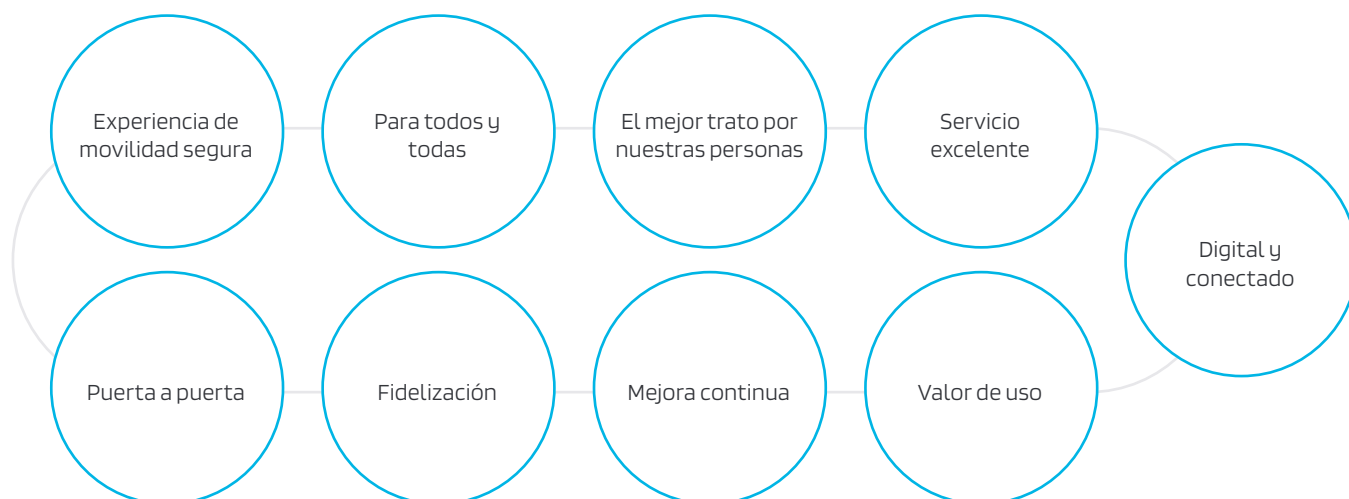 Experiencia de
movilidad segura
Para todos y
todas
El mejor trato por
nuestras personas
Servicio
excelente
Digital y
conectado
Puerta a puerta
Fidelización
Mejora continua
Valor de uso